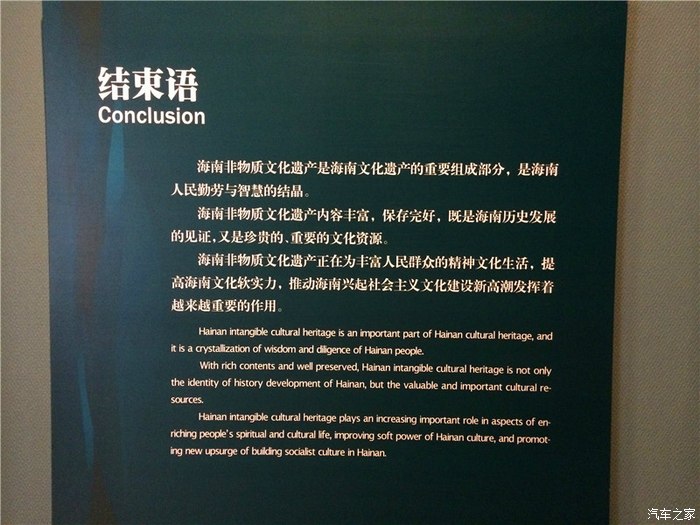 结束语
Conclusion
海南非物质文化遗产是海南文化遗产的重要组成部分，是海南
人民勤劳与智慧的结晶。
海南非物质文化遗产内容丰富，保存完好，既是海南历史发展
的见证，又是珍贵的、重要的文化资源。
海南非物质文化遗产正在为丰富人民群众的精神文化生活，提
高海南文化软实力，推动海南兴起社会主义文化建设新高潮发挥着
越来越重要的作用。
Hainan intangible cultural heritage is an important part of Hainan cultural heritage, and
it is a crystallization of wisdom and diligence of Hainan people.
With rich contents and well preserved, Hainan intangible cultural heritage is not only
the identity of history development of Hainan, but the valuable and important cultural re-
sources.
Hainan intangible cultural heritage plays an increasing important role in aspects of en-
riching people's spiritual and cultural life, improving soft power of Hainan culture, and promot-
ing new upsurge of building socialist culture in Hainan.
汽车之家